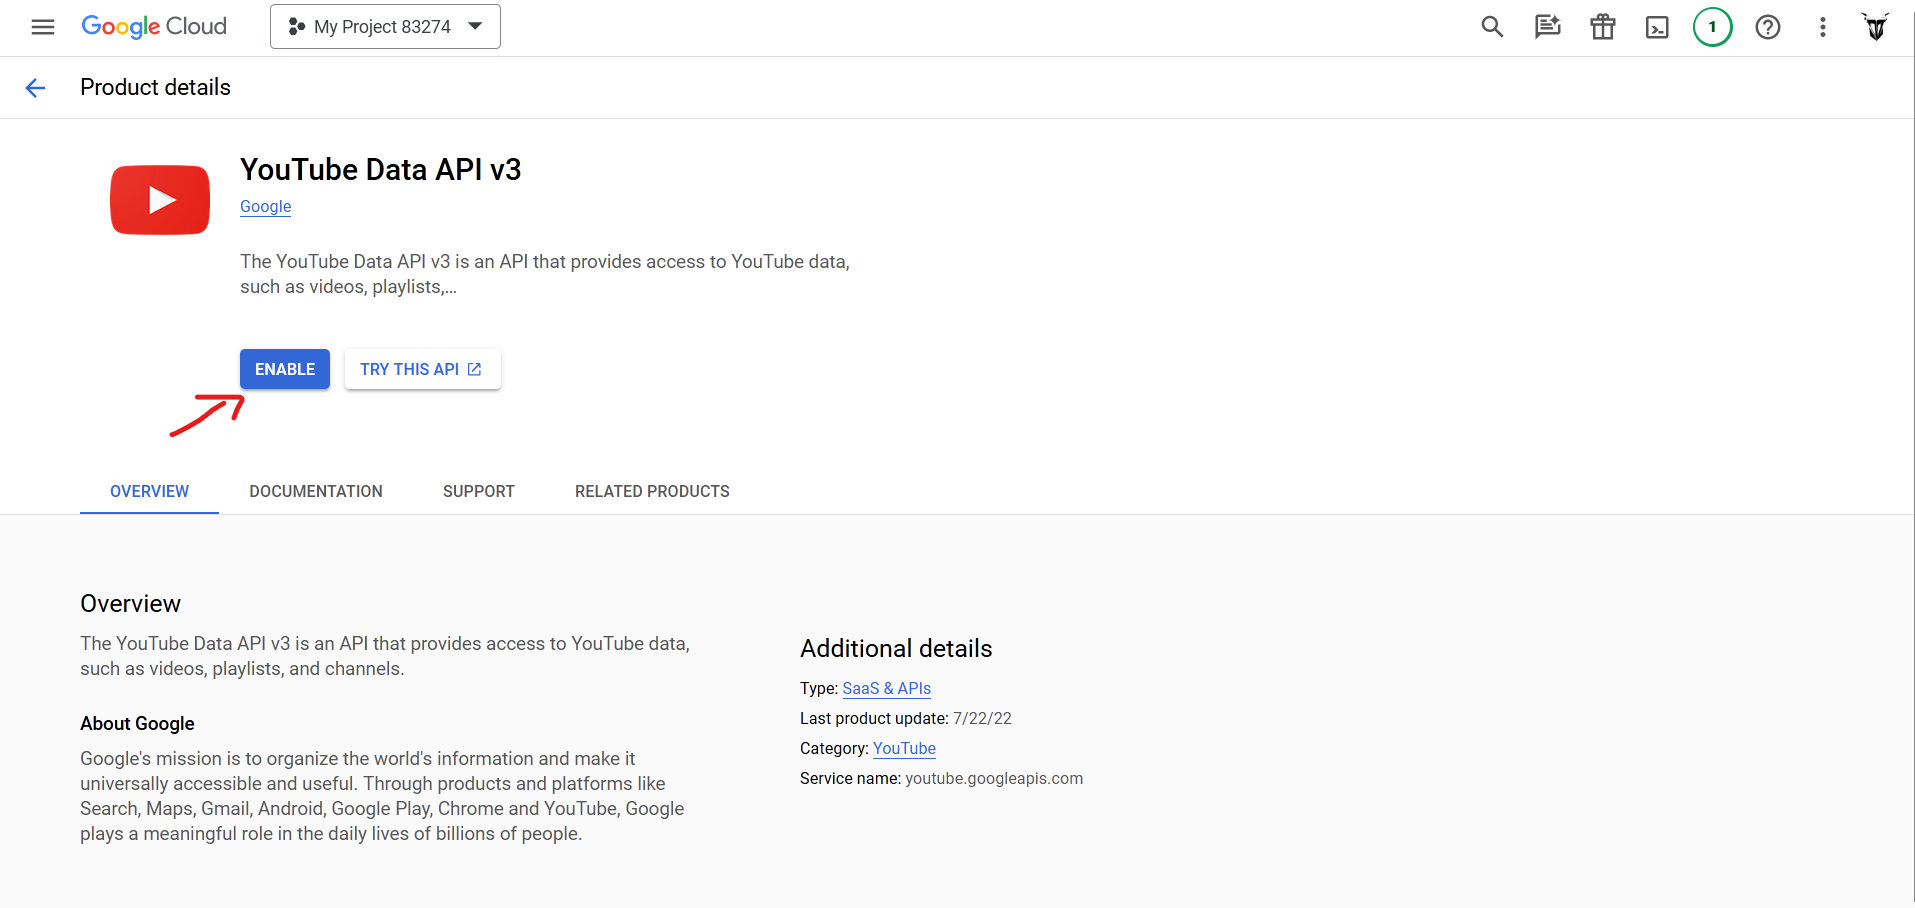 Google Cloud
My Project 83274
1
Product details
YouTube Data API v3
Google
The YouTube Data API v3 is an API that provides access to YouTube data,
such as videos, playlists,...
ENABLE
TRY THIS API
OVERVIEW
DOCUMENTATION
SUPPORT
RELATED PRODUCTS
Overview
The YouTube Data API v3 is an API that provides access to YouTube data,
such as videos, playlists, and channels.
About Google
Google's mission is to organize the world's information and make it
universally accessible and useful. Through products and platforms like
Search, Maps, Gmail, Android, Google Play, Chrome and YouTube, Google
plays a meaningful role in the daily lives of billions of people.
Additional details
Type: SaaS & APIs
Last product update: 7/22/22
Category: YouTube
Service name: youtube.googleapis.com